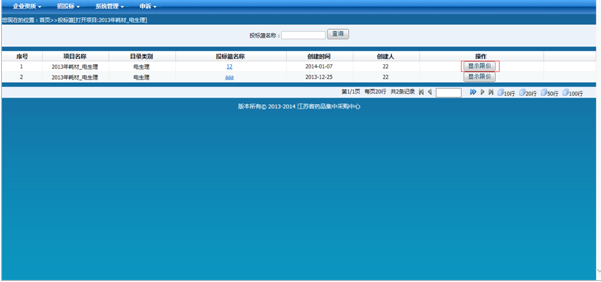 企业资质 招投标 系统管理 申诉
您现在的位置：首页>>投标篮[打开项目:2013年耗材_电生理]
投标篮名称： 查询
序号 项目名称 目录类别 投标篮名称 创建时间 创建人 操作
1 2013年耗材_电生理 电生理 12 2014-01-07 22 显示限价
2 2013年耗材_电生理 电生理 aaa 2013-12-25 22 显示限价
第1/1页 每页20行 共2条记录 10行 20行 50行 100行
版本所有© 2013-2014 江苏省药品集中采购中心